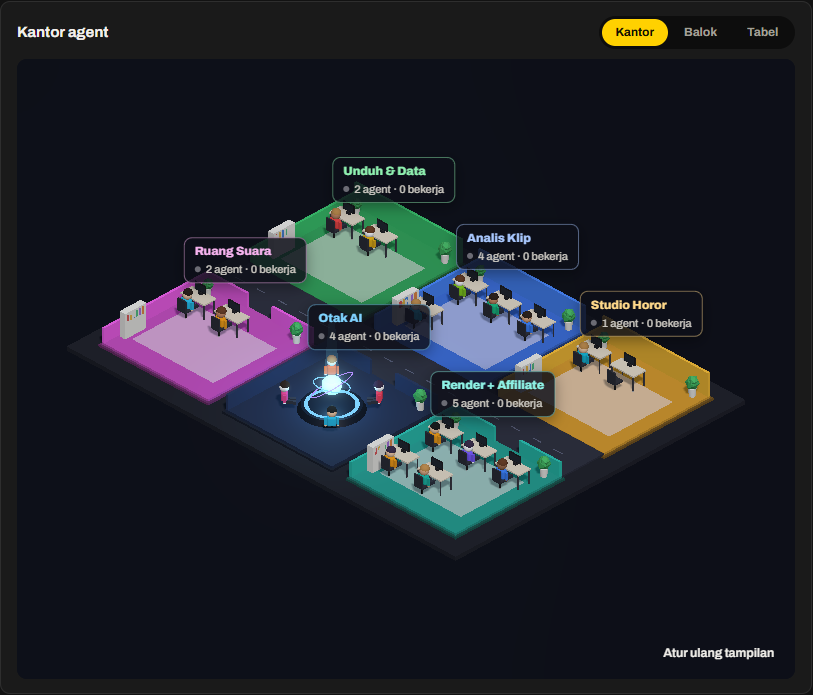 Kantor agent
Kantor
Balok
Tabel
Unduh & Data
2 agent · 0 bekerja
Analis Klip
4 agent · 0 bekerja
Ruang Suara
2 agent · 0 bekerja
Studio Horor
1 agent · 0 bekerja
Otak AI
4 agent · 0 bekerja
Render + Affiliate
5 agent · 0 bekerja
Atur ulang tampilan